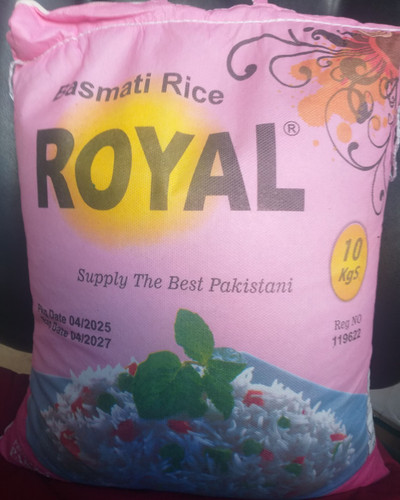 Basmati Rice
ROYAL®
10
KgS
Supply The Best Pakistani
Date 04/2025
Date 04/2027
Reg NO
119622